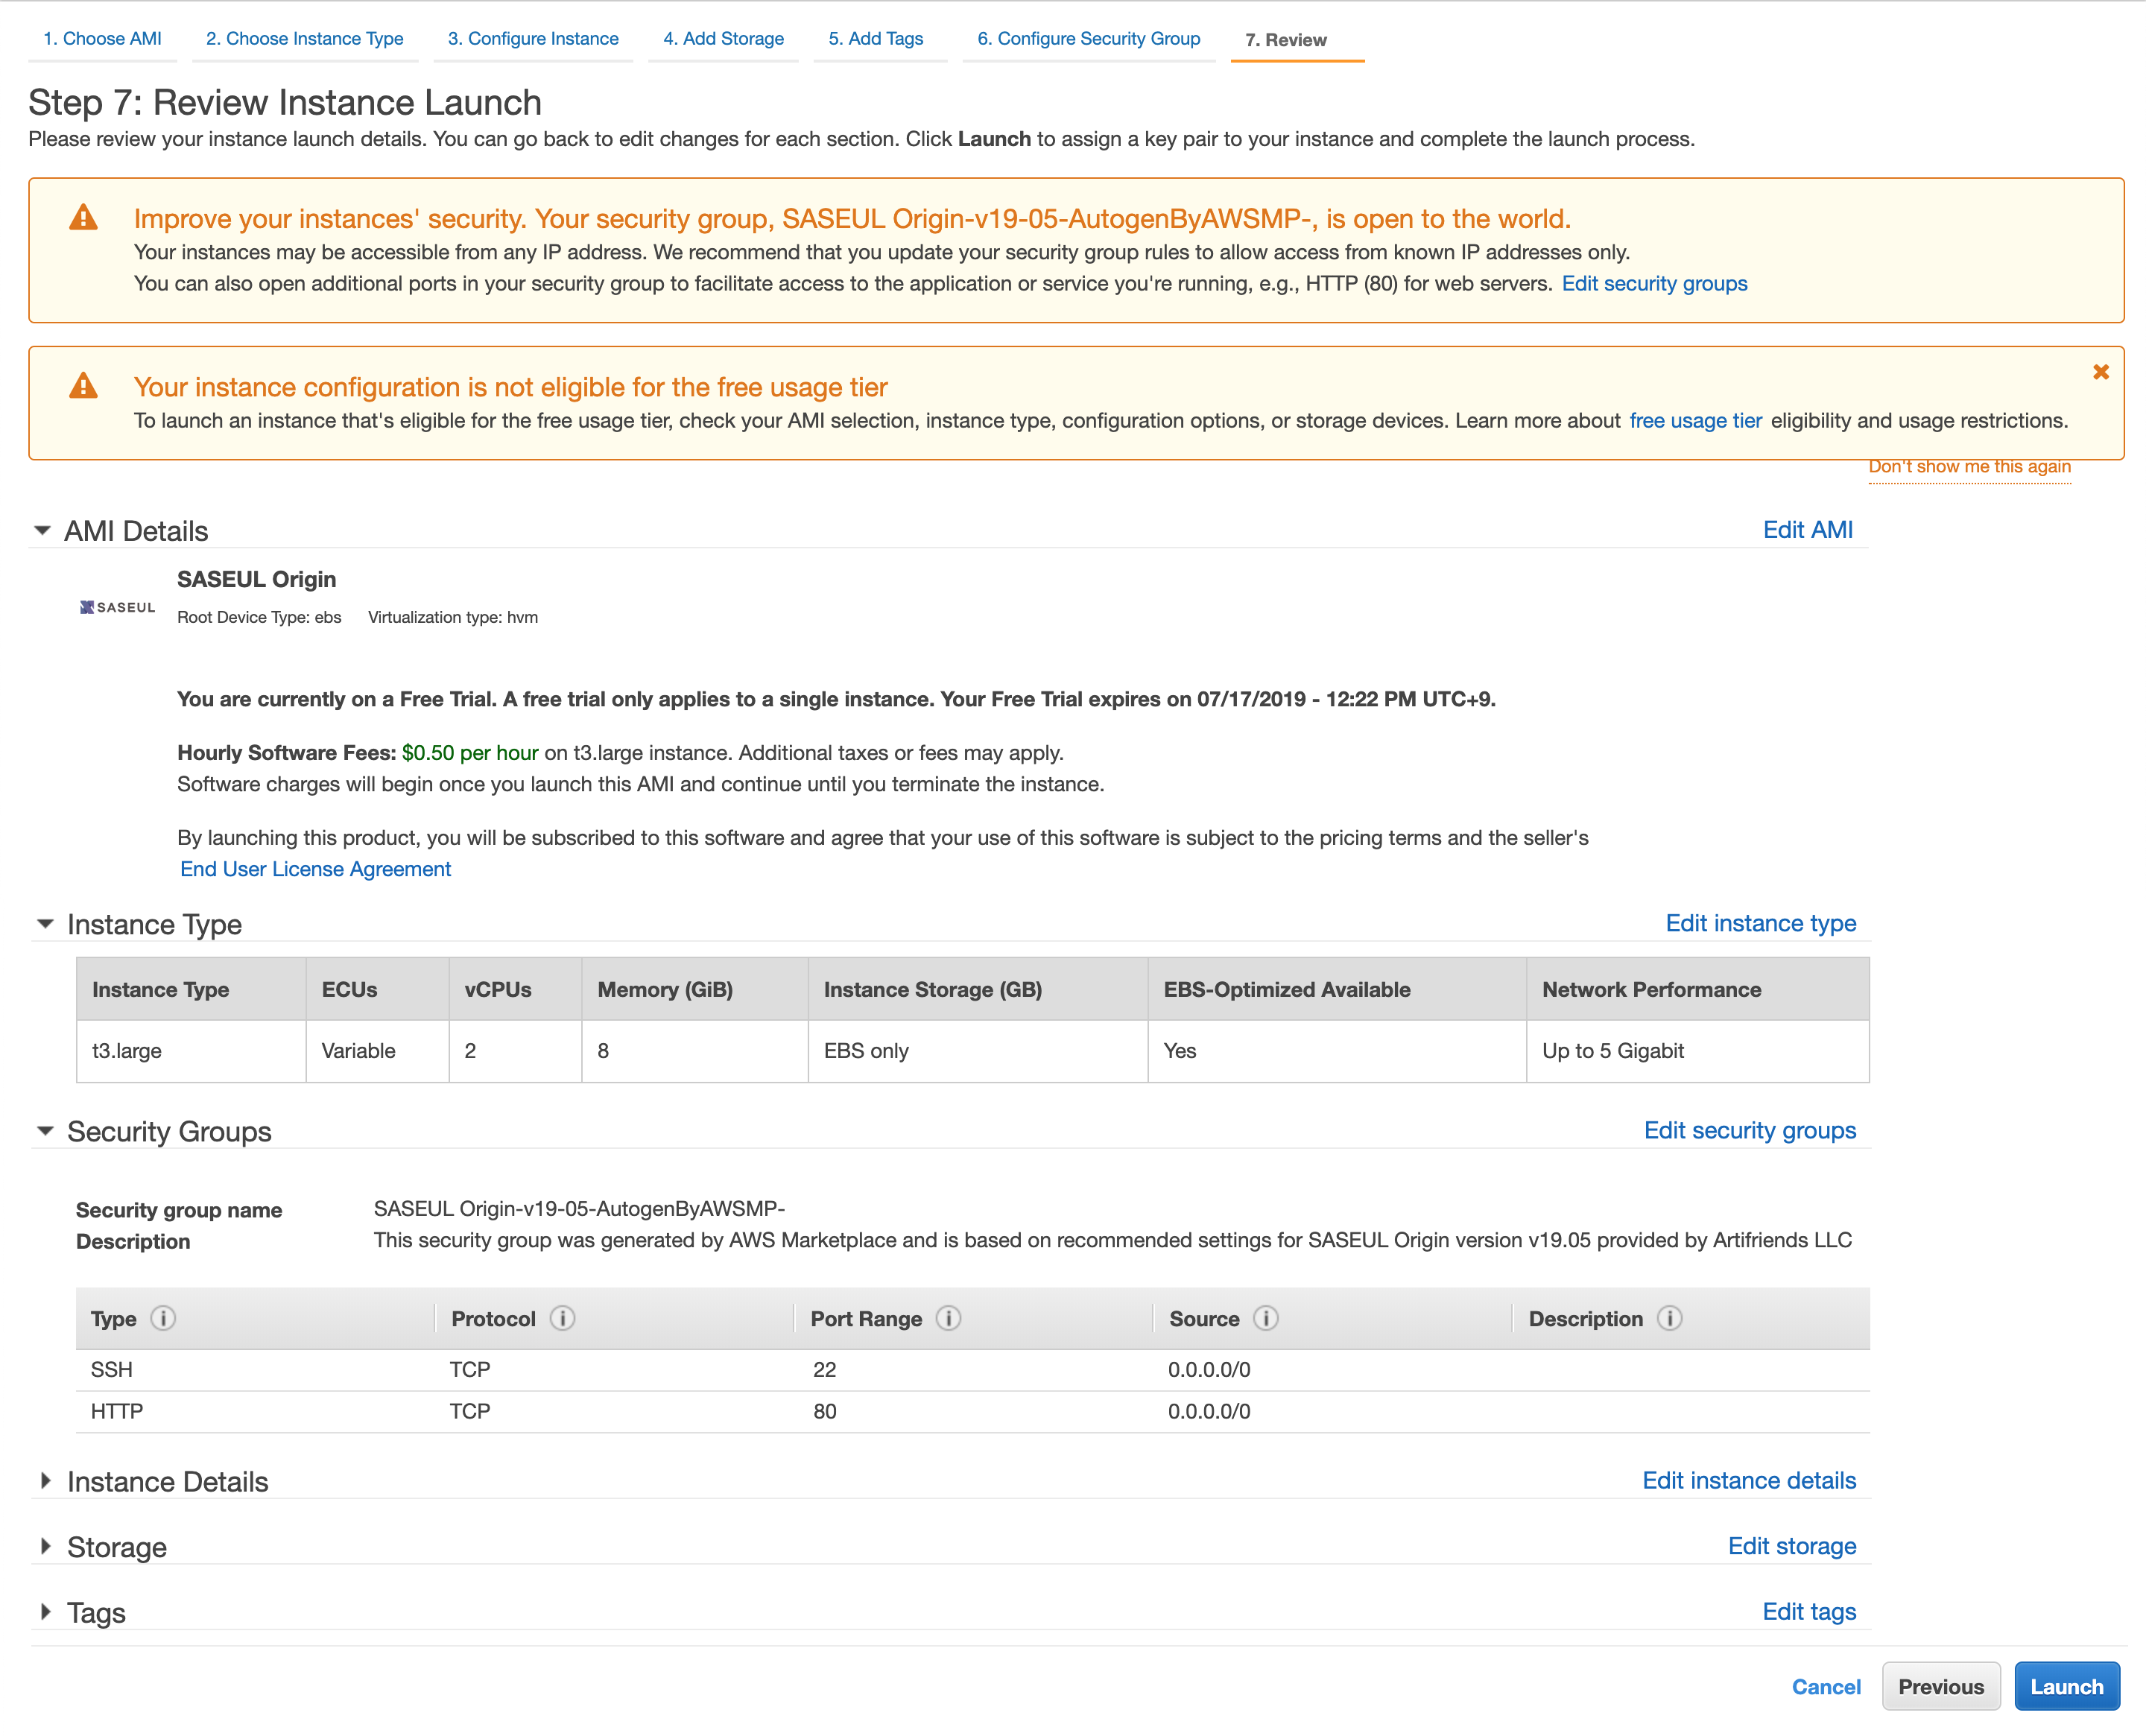 1. Choose AMI 2. Choose Instance Type 3. Configure Instance 4. Add Storage 5. Add Tags 6. Configure Security Group 7. Review
Step 7: Review Instance Launch
Please review your instance launch details. You can go back to edit changes for each section. Click Launch to assign a key pair to your instance and complete the launch process.
Improve your instances' security. Your security group, SASEUL Origin-v19-05-AutogenByAWSMP-, is open to the world.
Your instances may be accessible from any IP address. We recommend that you update your security group rules to allow access from known IP addresses only.
You can also open additional ports in your security group to facilitate access to the application or service you're running, e.g., HTTP (80) for web servers. Edit security groups
Your instance configuration is not eligible for the free usage tier
To launch an instance that's eligible for the free usage tier, check your AMI selection, instance type, configuration options, or storage devices. Learn more about free usage tier eligibility and usage restrictions.
Don't show me this again
AMI Details Edit AMI
SASEUL Origin
SASEUL
Root Device Type: ebs Virtualization type: hvm
You are currently on a Free Trial. A free trial only applies to a single instance. Your Free Trial expires on 07/17/2019 - 12:22 PM UTC+9.
Hourly Software Fees: $0.50 per hour on t3.large instance. Additional taxes or fees may apply.
Software charges will begin once you launch this AMI and continue until you terminate the instance.
By launching this product, you will be subscribed to this software and agree that your use of this software is subject to the pricing terms and the seller's
End User License Agreement
Instance Type Edit instance type
Instance Type ECUs vCPUs Memory (GiB) Instance Storage (GB) EBS-Optimized Available Network Performance
t3.large Variable 2 8 EBS only Yes Up to 5 Gigabit
Security Groups Edit security groups
Security group name SASEUL Origin-v19-05-AutogenByAWSMP-
Description This security group was generated by AWS Marketplace and is based on recommended settings for SASEUL Origin version v19.05 provided by Artifriends LLC
Type Protocol Port Range Source Description
SSH TCP 22 0.0.0.0/0
HTTP TCP 80 0.0.0.0/0
Instance Details Edit instance details
Storage Edit storage
Tags Edit tags
Cancel Previous Launch